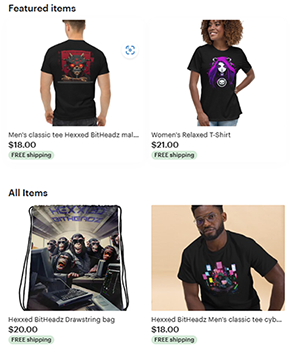 Featured items
Men's classic tee Hexxed BitHeadz mal...
$18.00
FREE shipping
Women's Relaxed T-Shirt
$21.00
FREE shipping
All Items
HEXXED
BITHEADZ
Hexxed BitHeadz Drawstring bag
$20.00
FREE shipping
Hexxed BitHeadz Men's classic tee cyb...
$18.00
FREE shipping